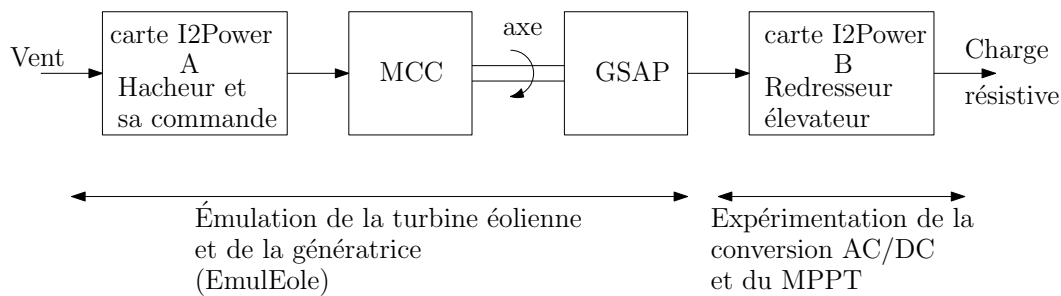 Vent
carte I2Power
A
Hacheur et
sa commande
MCC
axe
GSAP
carte I2Power
B
Redresseur
élevateur
Charge
résistive
Émulation de la turbine éolienne
et de la génératrice
(EmulEole)
Expérimentation de la
conversion AC/DC
et du MPPT